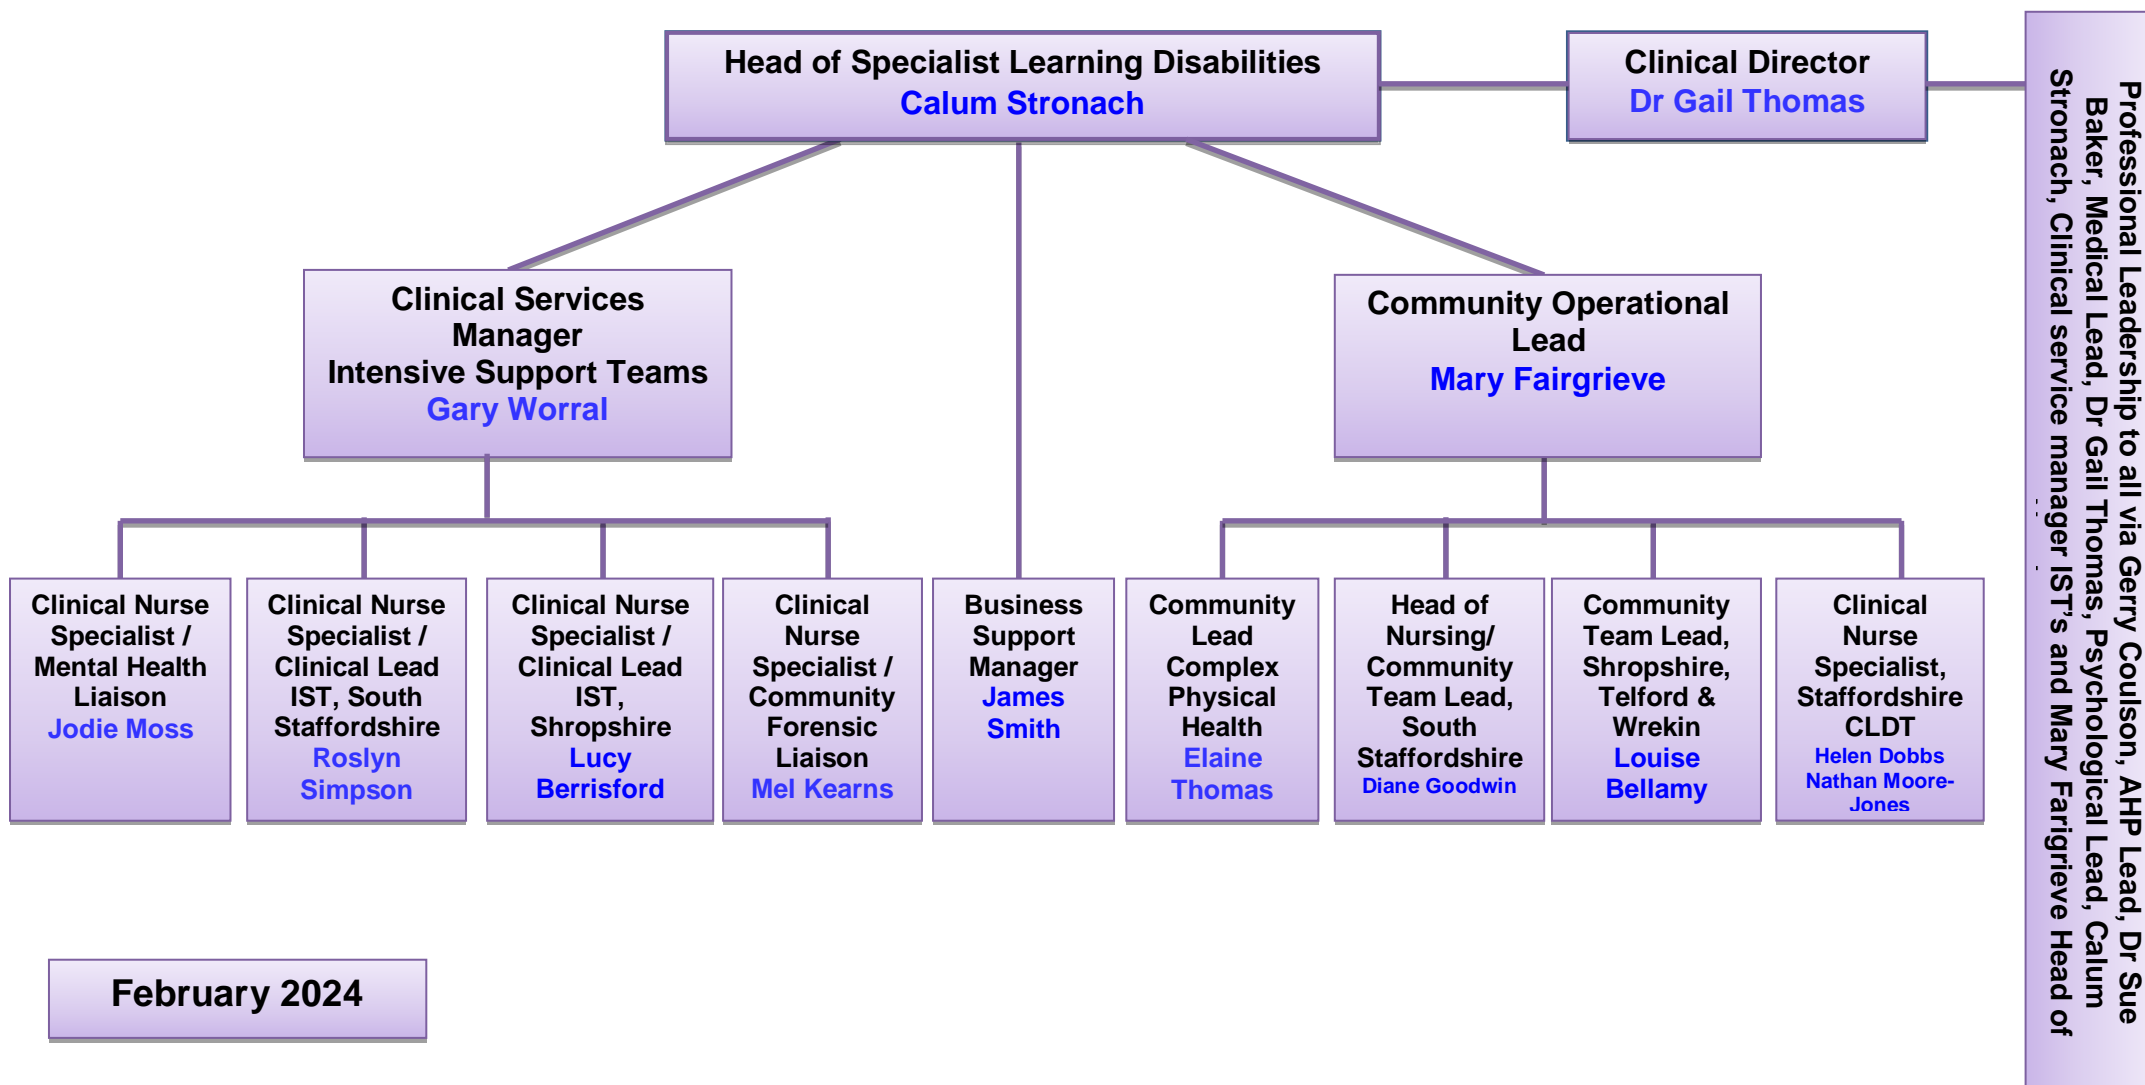 Head of Specialist Learning Disabilities
Calum Stronach
Clinical Director
Dr Gail Thomas
Clinical Services
Manager
Intensive Support Teams
Gary Worral
Community Operational
Lead
Mary Fairgrieve
Clinical Nurse
Specialist /
Mental Health
Liaison
Jodie Moss
Clinical Nurse
Specialist /
Clinical Lead
IST, South
Staffordshire
Roslyn
Simpson
Clinical Nurse
Specialist /
Clinical Lead
IST,
Shropshire
Lucy
Berrisford
Clinical
Nurse
Specialist /
Community
Forensic
Liaison
Mel Kearns
Business
Support
Manager
James
Smith
Community
Lead
Complex
Physical
Health
Elaine
Thomas
Head of
Nursing/
Community
Team Lead,
South
Staffordshire
Diane Goodwin
Community
Team Lead,
Shropshire,
Telford &
Wrekin
Louise
Bellamy
Clinical
Nurse
Specialist,
Staffordshire
CLDT
Helen Dobbs
Nathan Moore-
Jones
Professional Leadership to all via Gerry Coulson, AHP Lead, Dr Sue
Baker, Medical Lead, Dr Gail Thomas, Psychological Lead, Calum
Stronach, Clinical service manager IST's and Mary Farigrieve Head of
February 2024